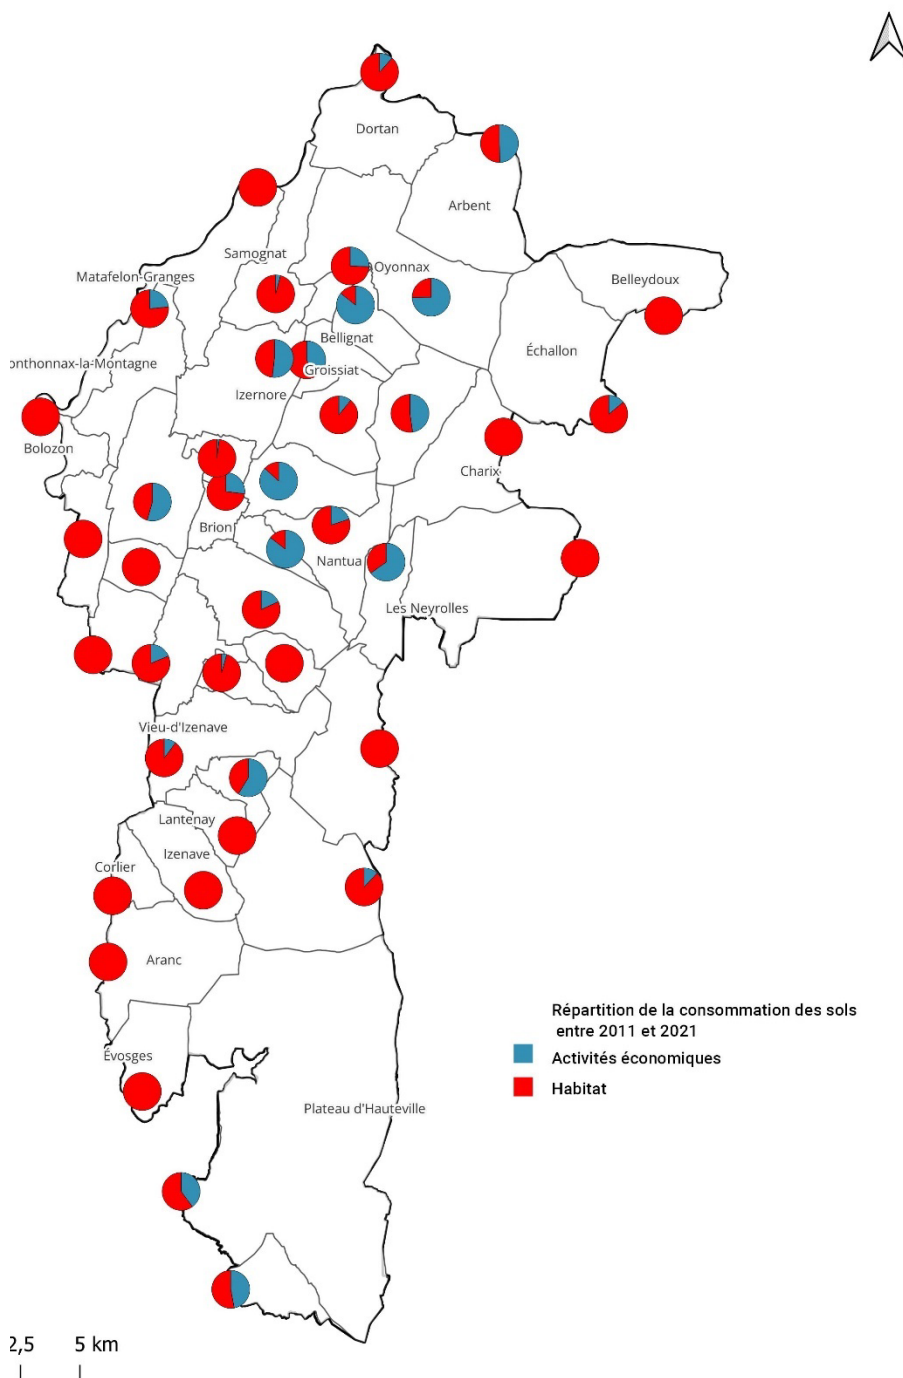 Dortan
Arbent
Samognat
Oyonnax
Matafelon-Granges
Belleydoux
Bellignat
Échallon
onthonnax-la-Montagne
Groissiat
Izernore
Bolozon
Charix
Brion
Nantua
Les Neyrolles
Vieu-d'Izenave
Lantenay
Izenave
Corlier
Aranc
Répartition de la consommation des sols
entre 2011 et 2021
Évosges
Activités économiques
Habitat
Plateau d'Hauteville
2,5 5 km